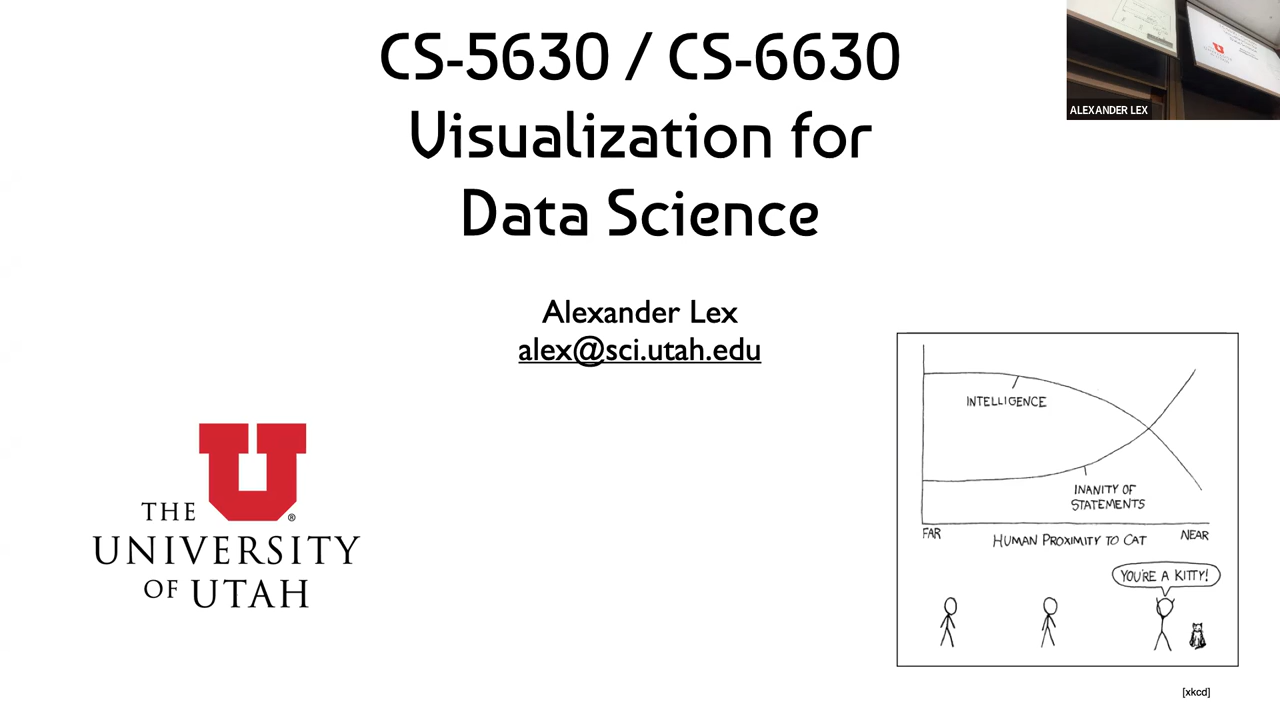 CS-5630 / CS-6630
Visualization for
Data Science
ALEXANDER LEX
Alexander Lex
alex@sci.utah.edu
THE
UNIVERSITY
OF UTAH
®
INTELLIGENCE
INANITY OF
STATEMENTS
FAR
HUMAN PROXIMITY TO CAT
NEAR
YOU'RE A KITTY!
[xkcd]